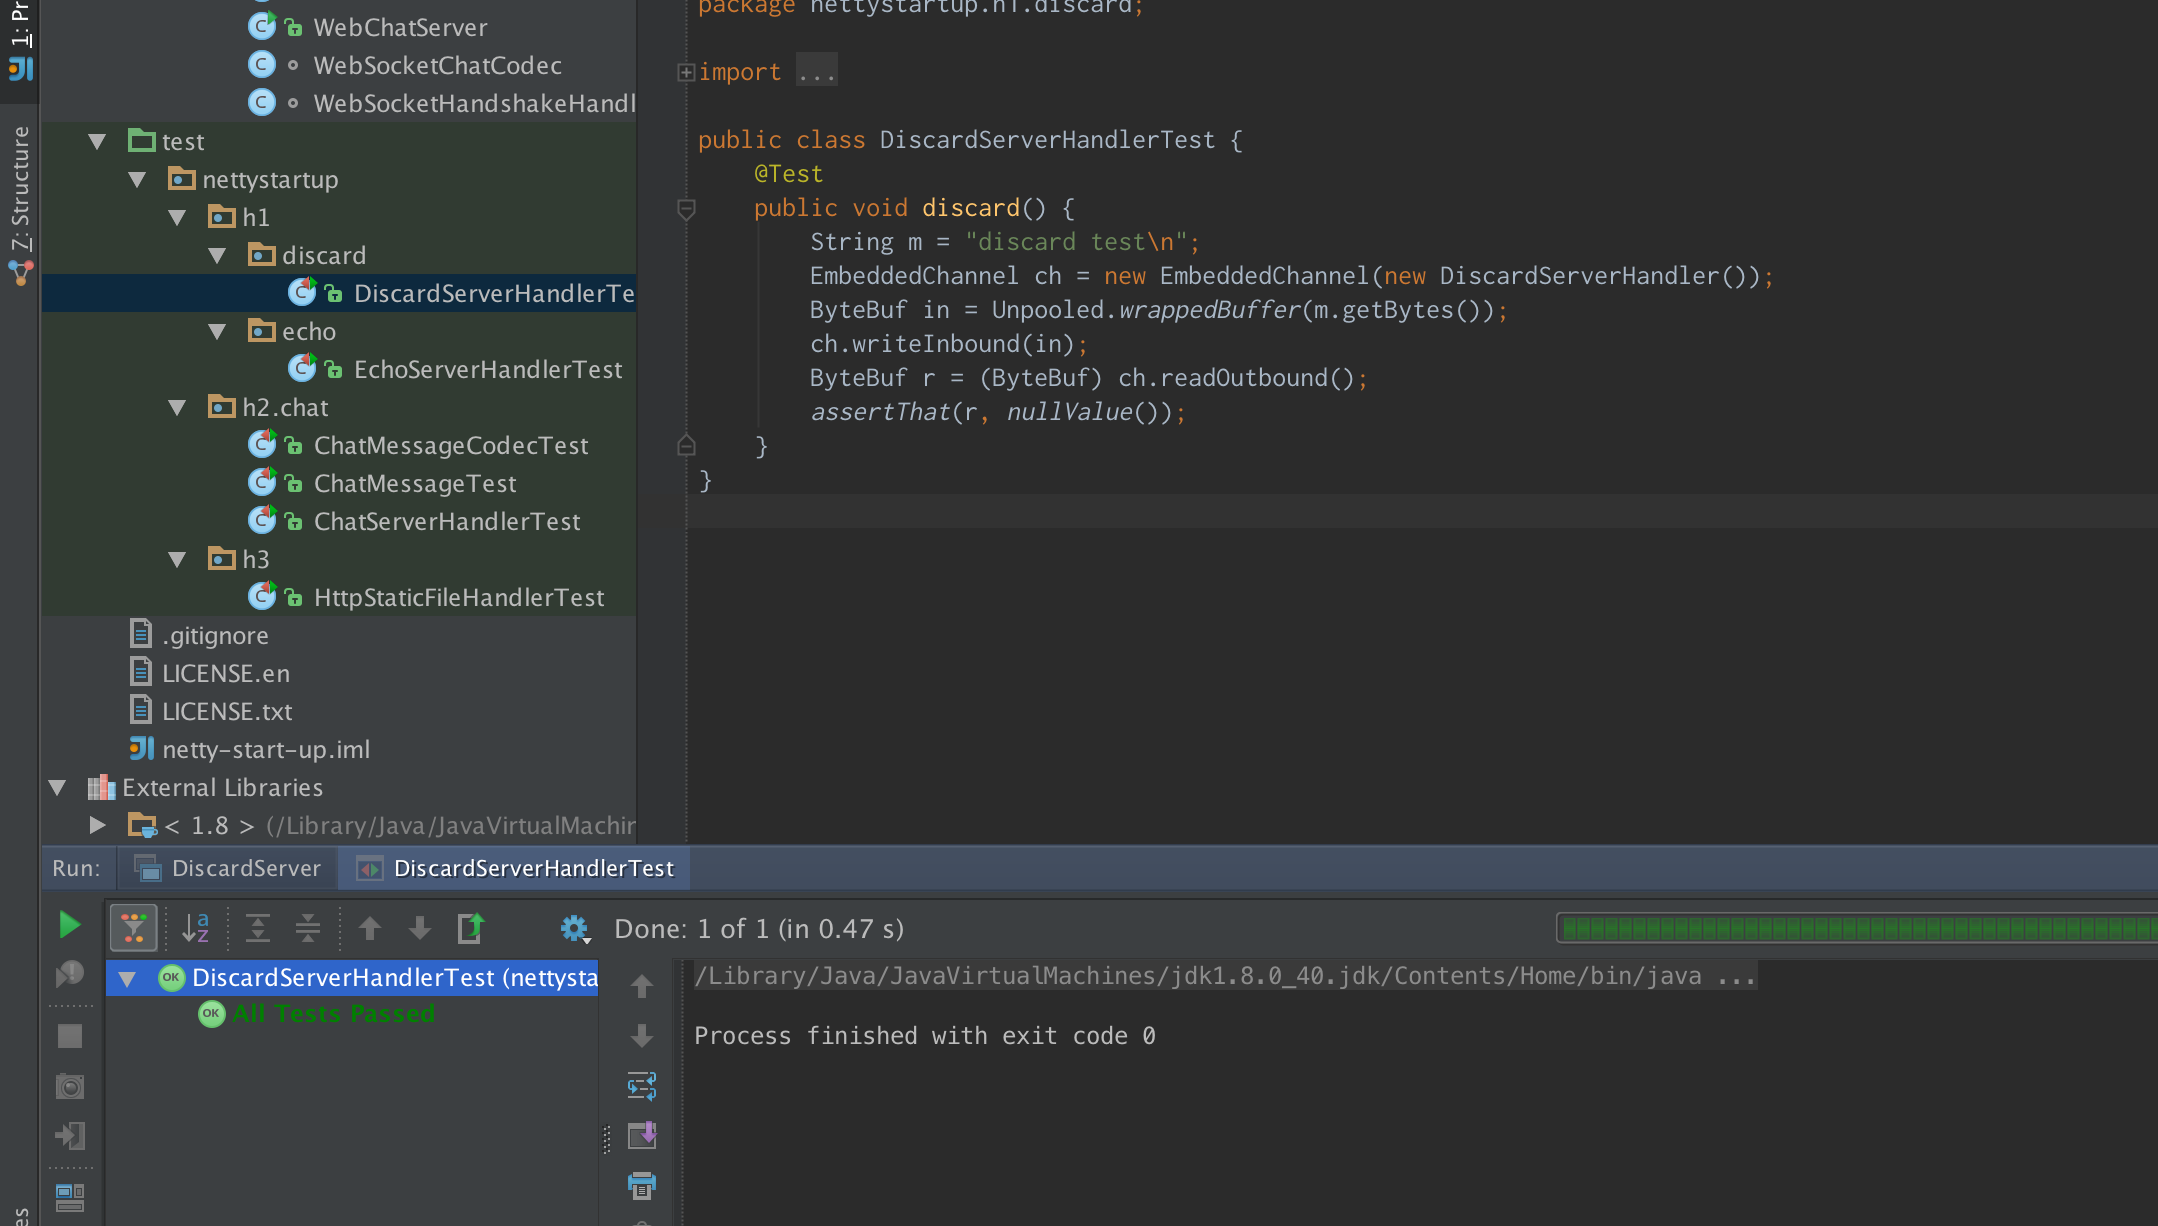 1: Pr
7: Structure
es
WebChatServer
WebSocketChatCodec
WebSocketHandshakeHandl
test
nettystartup
h1
discard
DiscardServerHandlerTe
echo
EchoServerHandlerTest
h2.chat
ChatMessageCodecTest
ChatMessageTest
ChatServerHandlerTest
h3
HttpStaticFileHandlerTest
.gitignore
LICENSE.en
LICENSE.txt
netty-start-up.iml
External Libraries
< 1.8 > (/Library/Java/JavaVirtualMachin
package nettystartup.h1.discard;
import ...
public class DiscardServerHandlerTest {
@Test
public void discard() {
String m = "discard test\n";
EmbeddedChannel ch = new EmbeddedChannel(new DiscardServerHandler());
ByteBuf in = Unpooled.wrappedBuffer(m.getBytes());
ch.writeInbound(in);
ByteBuf r = (ByteBuf) ch.readOutbound();
assertThat(r, nullValue());
}
}
Run: DiscardServer DiscardServerHandlerTest
Done: 1 of 1 (in 0.47 s)
OK DiscardServerHandlerTest (nettysta
OK All Tests Passed
/Library/Java/JavaVirtualMachines/jdk1.8.0_40.jdk/Contents/Home/bin/java ...
Process finished with exit code 0